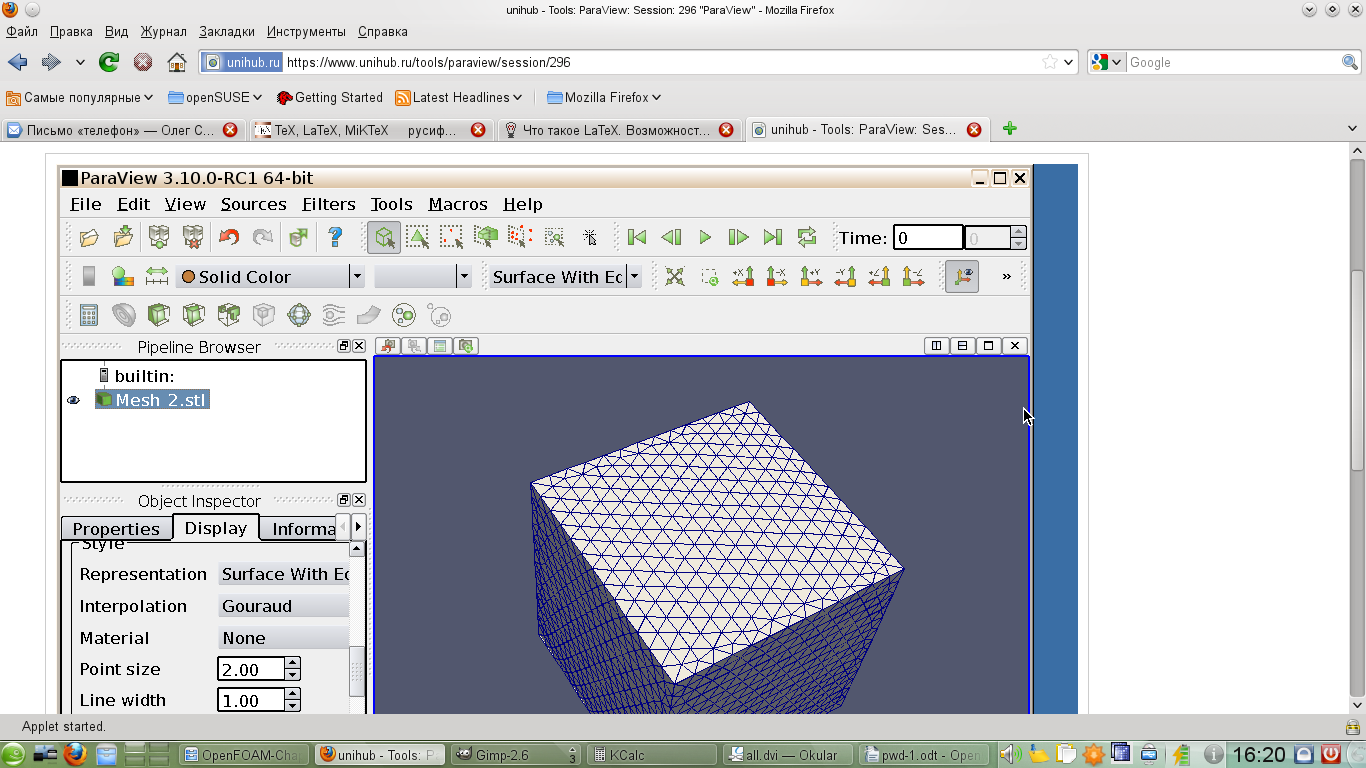 unihub - Tools: ParaView: Session: 296 "ParaView" - Mozilla Firefox
Файл Правка Вид Журнал Закладки Инструменты Справка
unihub.ru https://www.unihub.ru/tools/paraview/session/296 Google
Самые популярные openSUSE Getting Started Latest Headlines Mozilla Firefox
Письмо «телефон» — Олег С... TeX, LaTeX, MiKTeX русиф... Что такое LaTeX. Возможност... unihub - Tools: ParaView: Ses...
ParaView 3.10.0-RC1 64-bit
File Edit View Sources Filters Tools Macros Help
Time: 0 0
Solid Color Surface With Ec »
Pipeline Browser
builtin:
Mesh_2.stl
Object Inspector
Properties Display Informa
Style
Representation Surface With Ec
Interpolation Gouraud
Material None
Point size 2.00
Line width 1.00
Applet started.
OpenFOAM-Cha unihub - Tools: P Gimp-2.6 3 KCalc all.dvi — Okular pwd-1.odt - Open 16:20